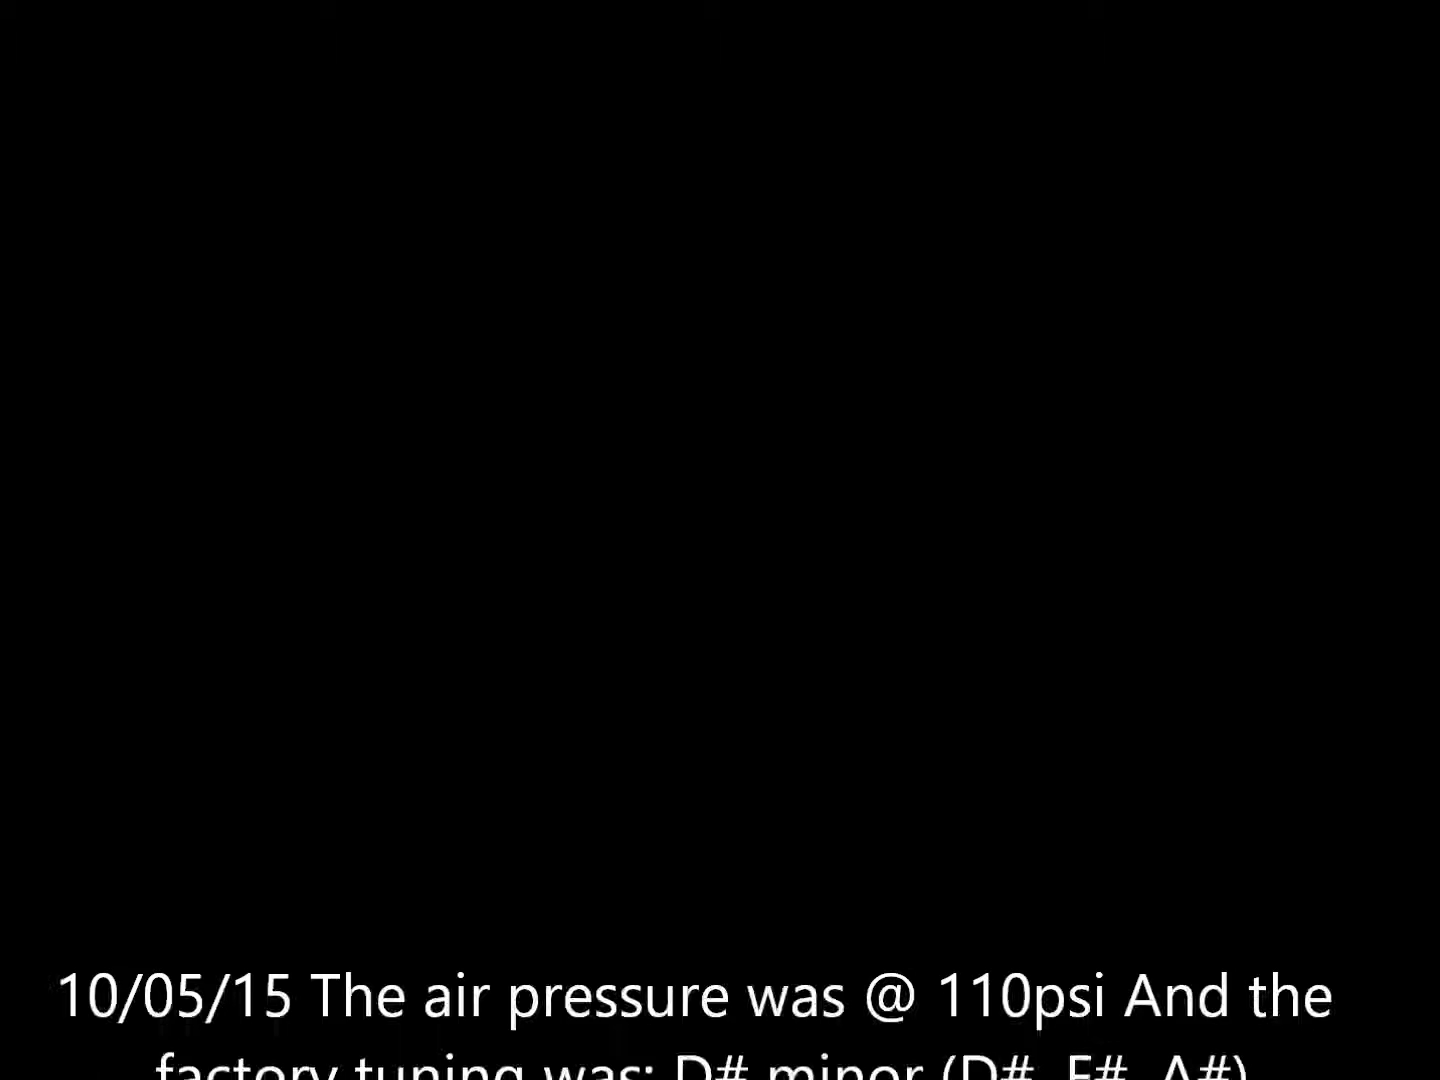 10/05/15 The air pressure was @ 110psi And the
factory tuning was: D# minor (D#, F#, A#)